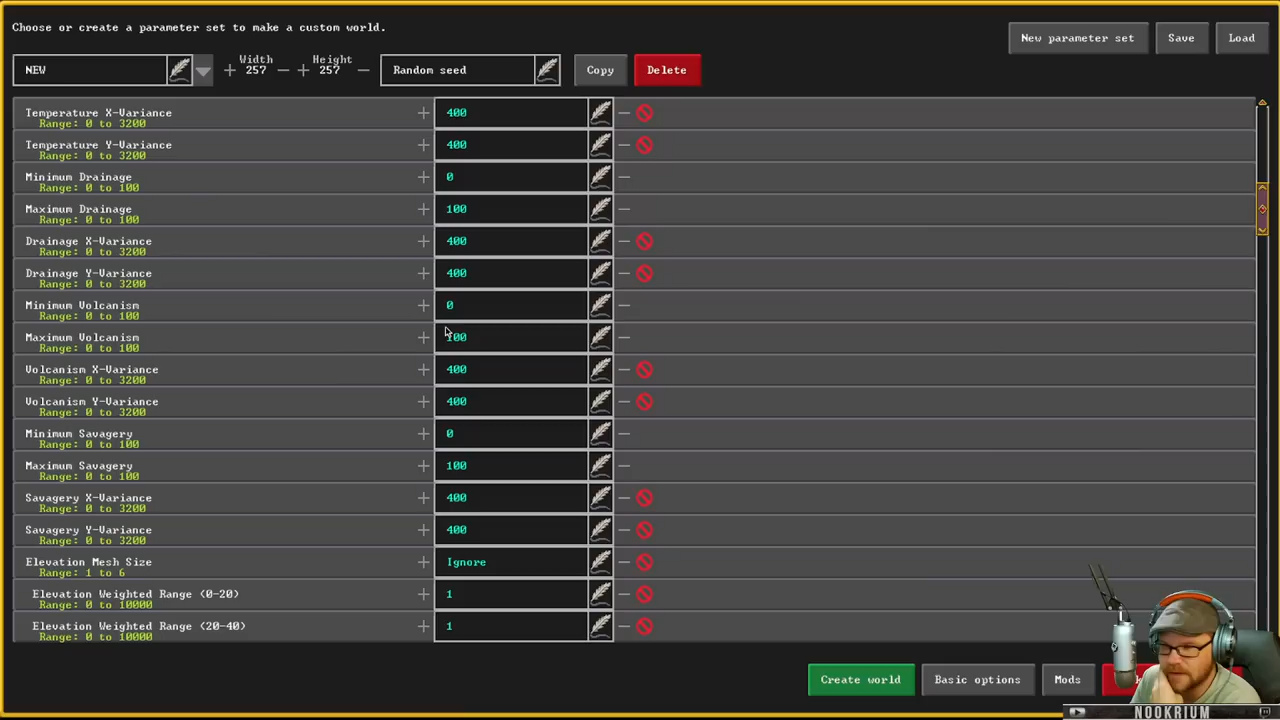 Choose or create a parameter set to make a custom world.
New parameter set
Save
Load
NEW
Width
257
Height
257
Random seed
Copy
Delete
Temperature X-Variance
400
Range: 0 to 3200
Temperature Y-Variance
400
Range: 0 to 3200
Minimum Drainage
0
Range: 0 to 100
Maximum Drainage
100
Range: 0 to 100
Drainage X-Variance
400
Range: 0 to 3200
Drainage Y-Variance
400
Range: 0 to 3200
Minimum Volcanism
0
Range: 0 to 100
Maximum Volcanism
100
Range: 0 to 100
Volcanism X-Variance
400
Range: 0 to 3200
Volcanism Y-Variance
400
Range: 0 to 3200
Minimum Savagery
0
Range: 0 to 100
Maximum Savagery
100
Range: 0 to 100
Savagery X-Variance
400
Range: 0 to 3200
Savagery Y-Variance
400
Range: 0 to 3200
Elevation Mesh Size
Ignore
Range: 1 to 6
Elevation Weighted Range (0-20)
1
Range: 0 to 10000
Elevation Weighted Range (20-40)
1
Range: 0 to 10000
Create world
Basic options
Mods
NOOKRIUM